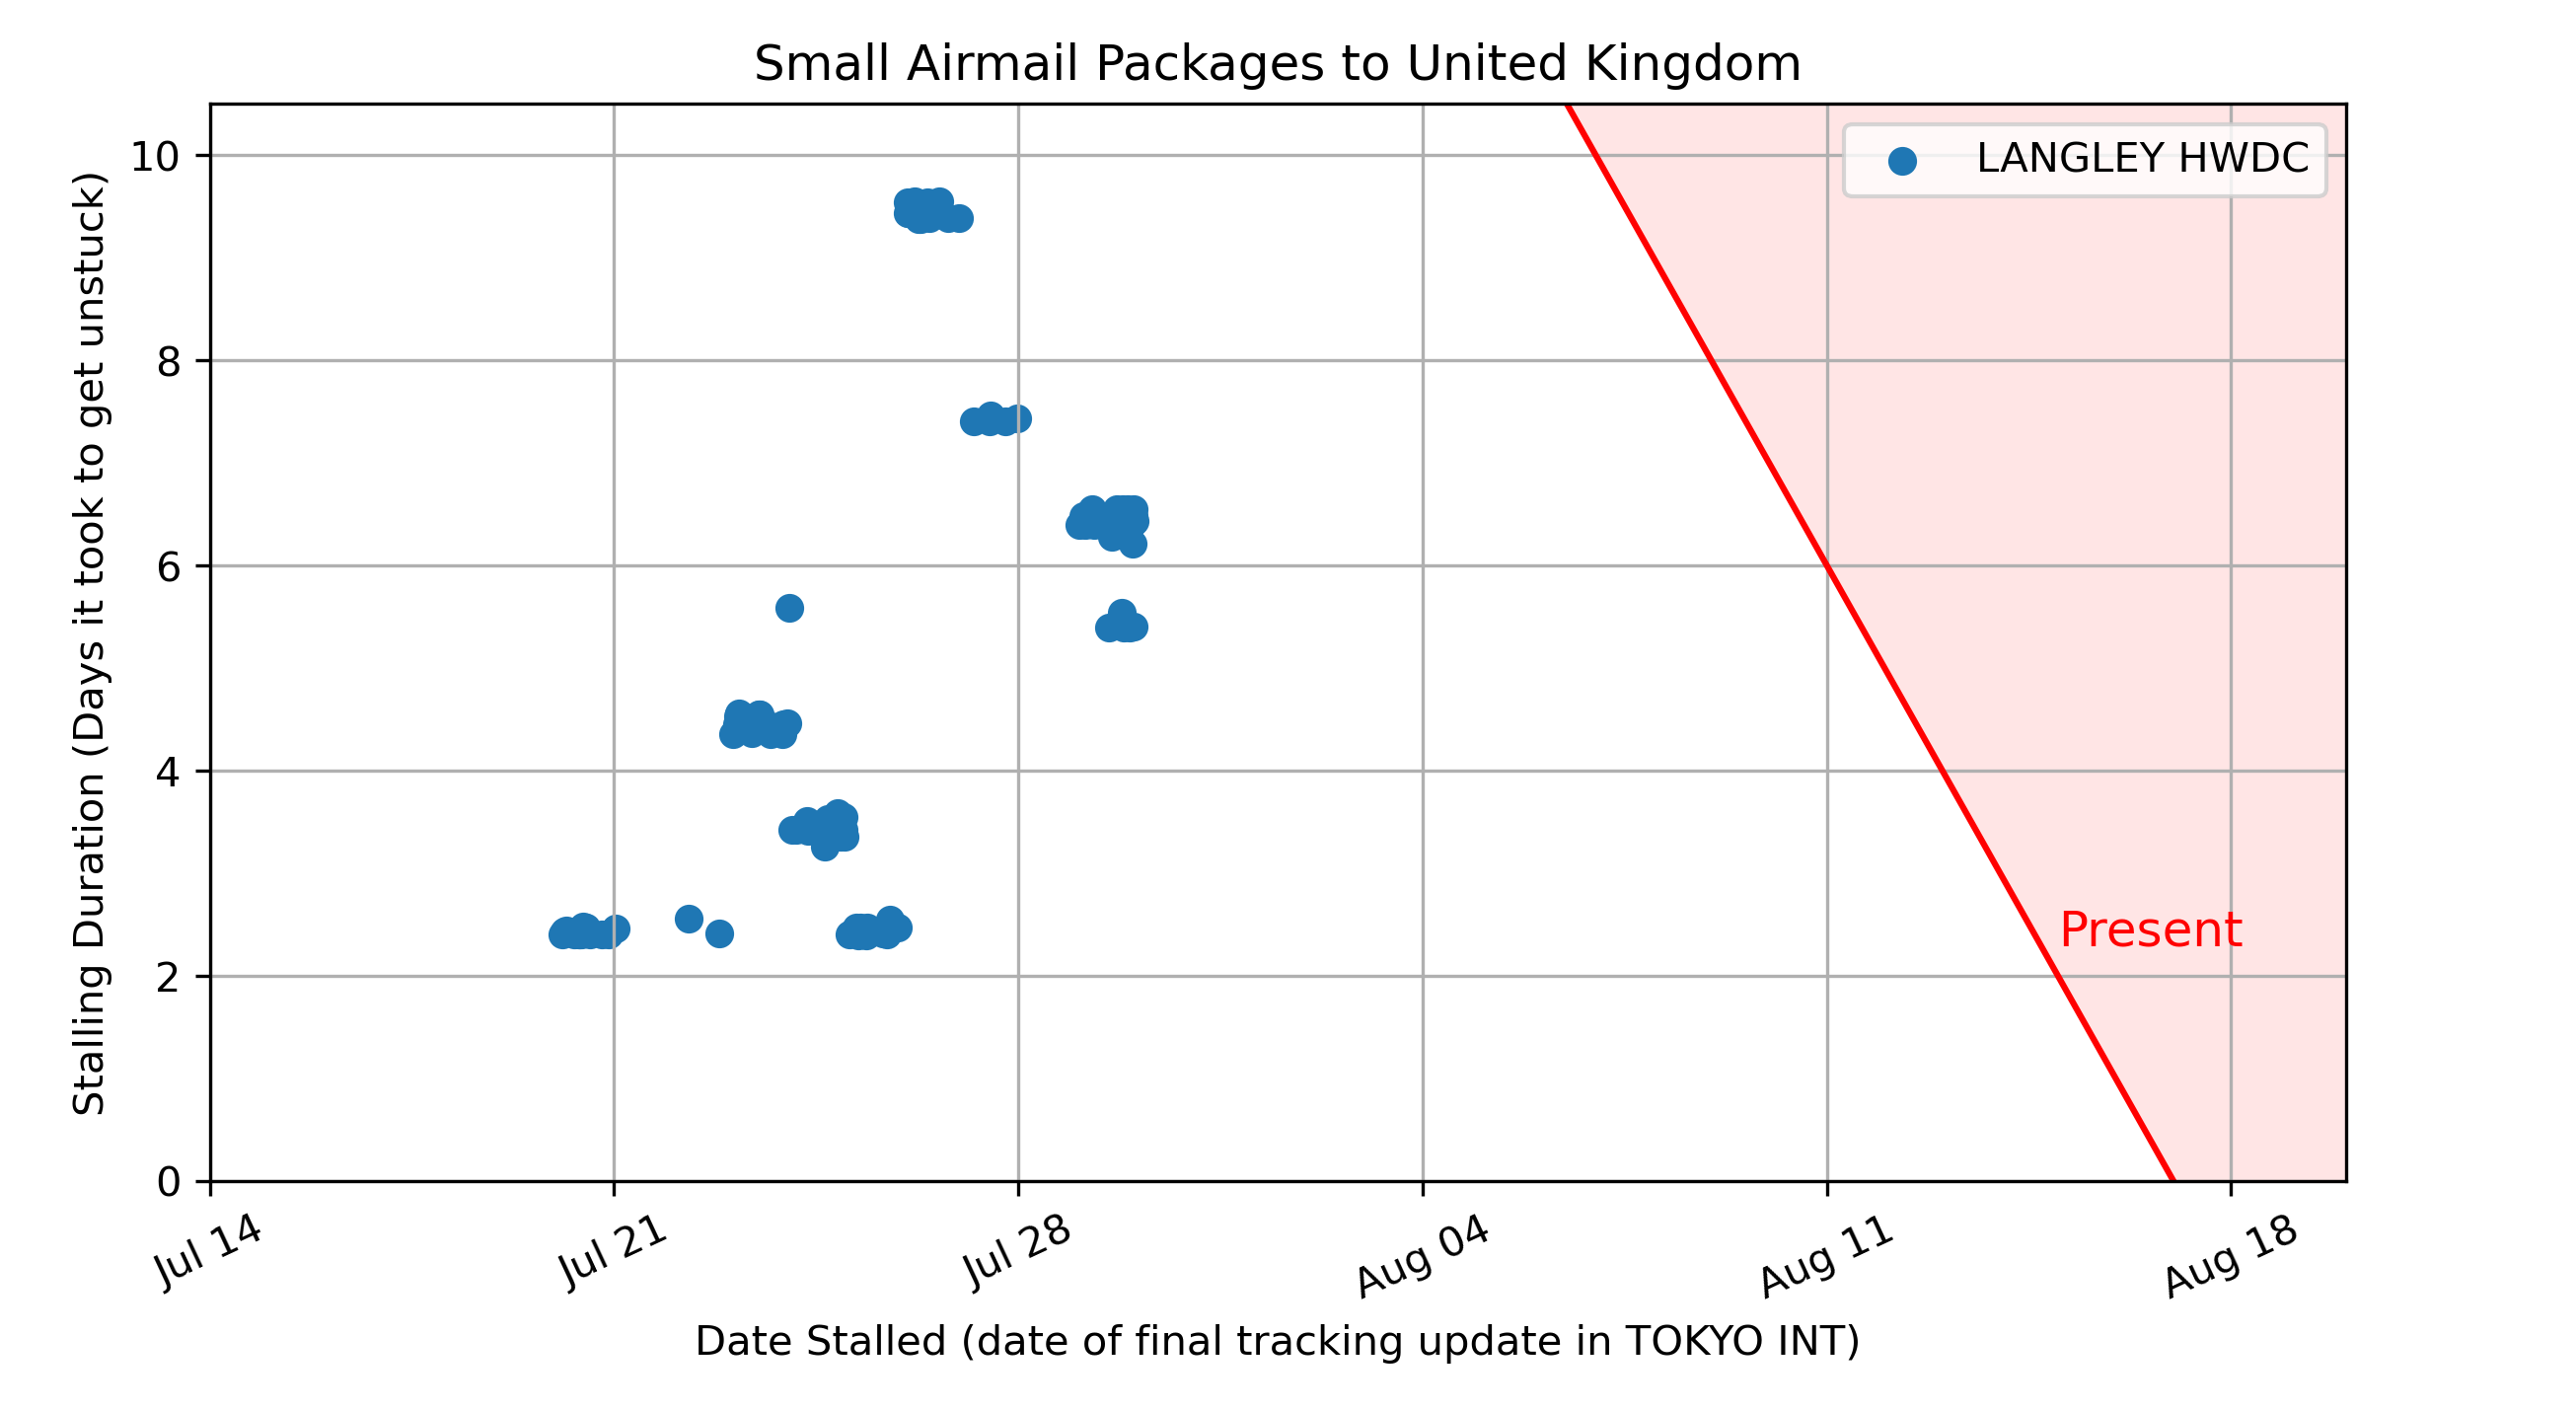 Small Airmail Packages to United Kingdom
LANGLEY HWDC
Stalling Duration (Days it took to get unstuck)
10
8
6
4
2
0
Present
Jul 14
Jul 21
Jul 28
Aug 04
Aug 11
Aug 18
Date Stalled (date of final tracking update in TOKYO INT)